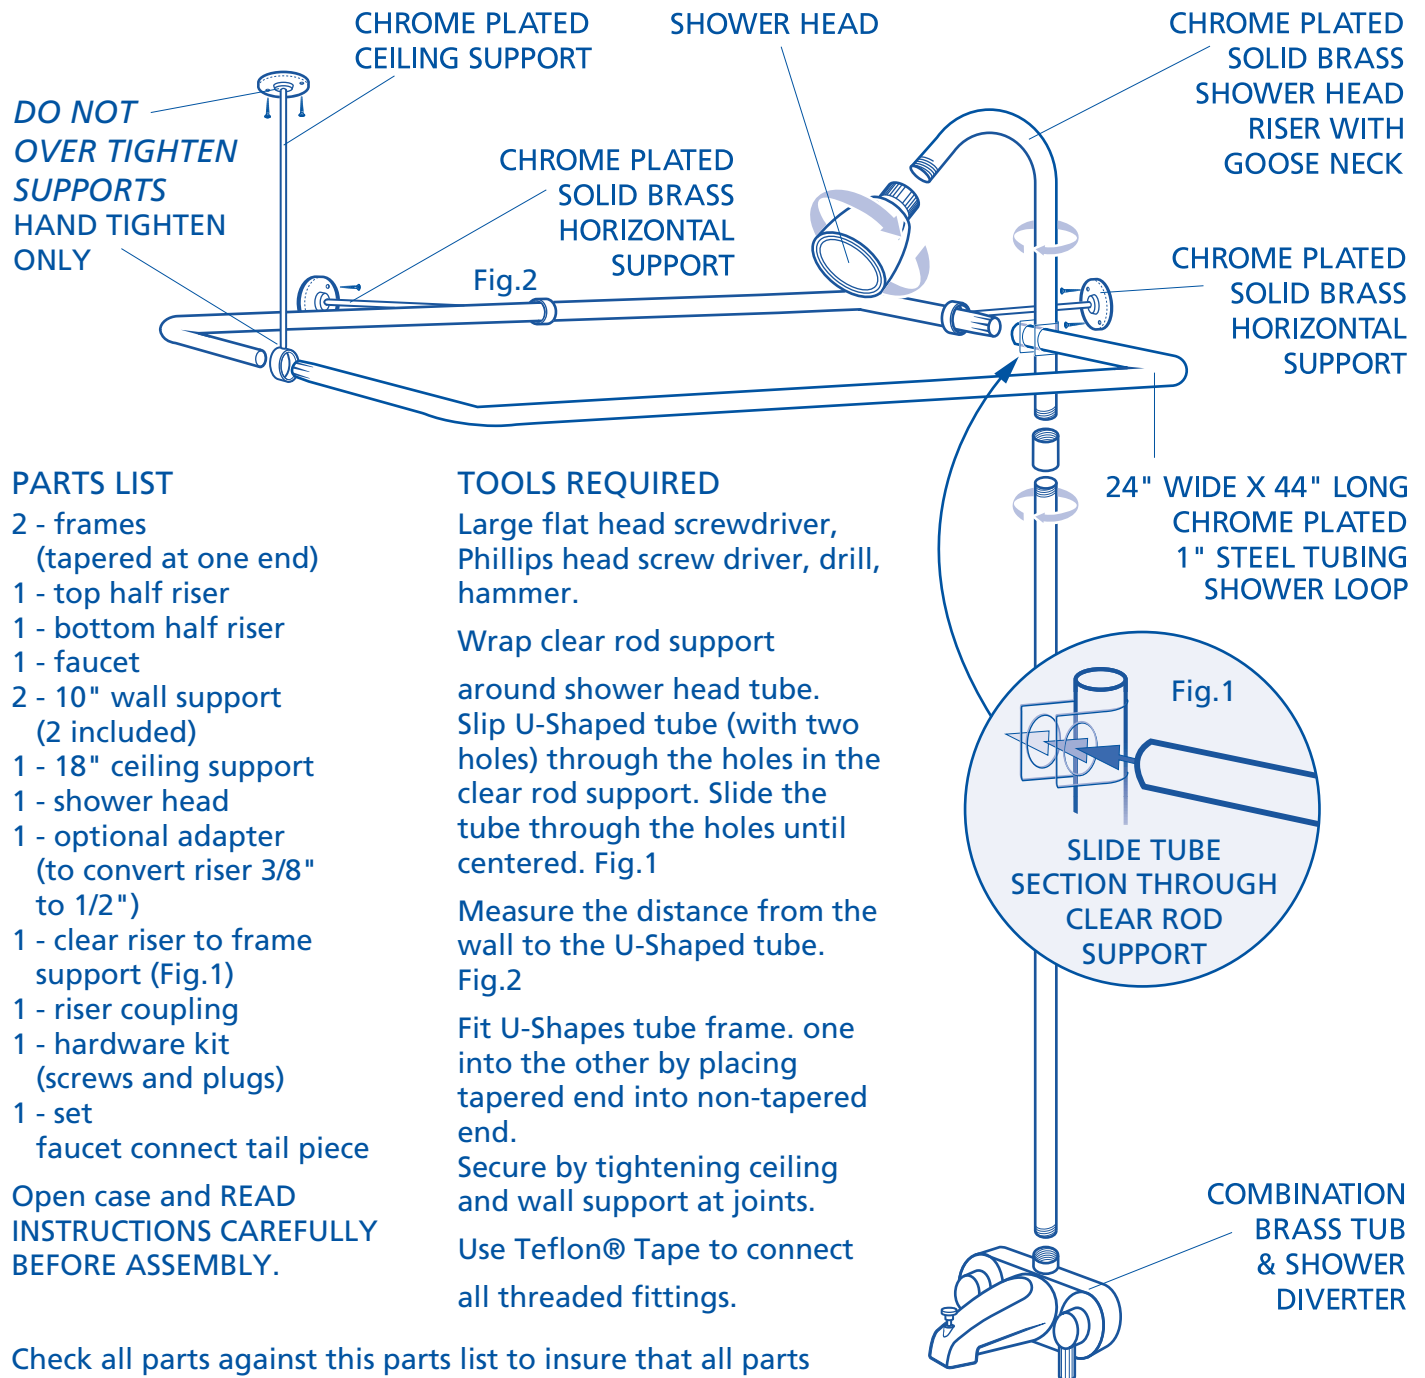 CHROME PLATED
CEILING SUPPORT
SHOWER HEAD
CHROME PLATED
SOLID BRASS
SHOWER HEAD
RISER WITH
GOOSE NECK
DO NOT
OVER TIGHTEN
SUPPORTS
HAND TIGHTEN
ONLY
CHROME PLATED
SOLID BRASS
HORIZONTAL
SUPPORT
Fig.2
CHROME PLATED
SOLID BRASS
HORIZONTAL
SUPPORT
24" WIDE X 44" LONG
CHROME PLATED
1" STEEL TUBING
SHOWER LOOP
PARTS LIST
2 - frames
(tapered at one end)
1 - top half riser
1 - bottom half riser
1 - faucet
2 - 10" wall support
(2 included)
1 - 18" ceiling support
1 - shower head
1 - optional adapter
(to convert riser 3/8"
to 1/2")
1 - clear riser to frame
support (Fig.1)
1 - riser coupling
1 - hardware kit
(screws and plugs)
1 - set
faucet connect tail piece
Open case and READ
INSTRUCTIONS CAREFULLY
BEFORE ASSEMBLY.
TOOLS REQUIRED
Large flat head screwdriver,
Phillips head screw driver, drill,
hammer.
Wrap clear rod support
around shower head tube.
Slip U-Shaped tube (with two
holes) through the holes in the
clear rod support. Slide the
tube through the holes until
centered. Fig.1
Measure the distance from the
wall to the U-Shaped tube.
Fig.2
Fit U-Shapes tube frame. one
into the other by placing
tapered end into non-tapered
end.
Secure by tightening ceiling
and wall support at joints.
Use Teflon® Tape to connect
all threaded fittings.
Fig.1
SLIDE TUBE
SECTION THROUGH
CLEAR ROD
SUPPORT
COMBINATION
BRASS TUB
& SHOWER
DIVERTER
Check all parts against this parts list to insure that all parts